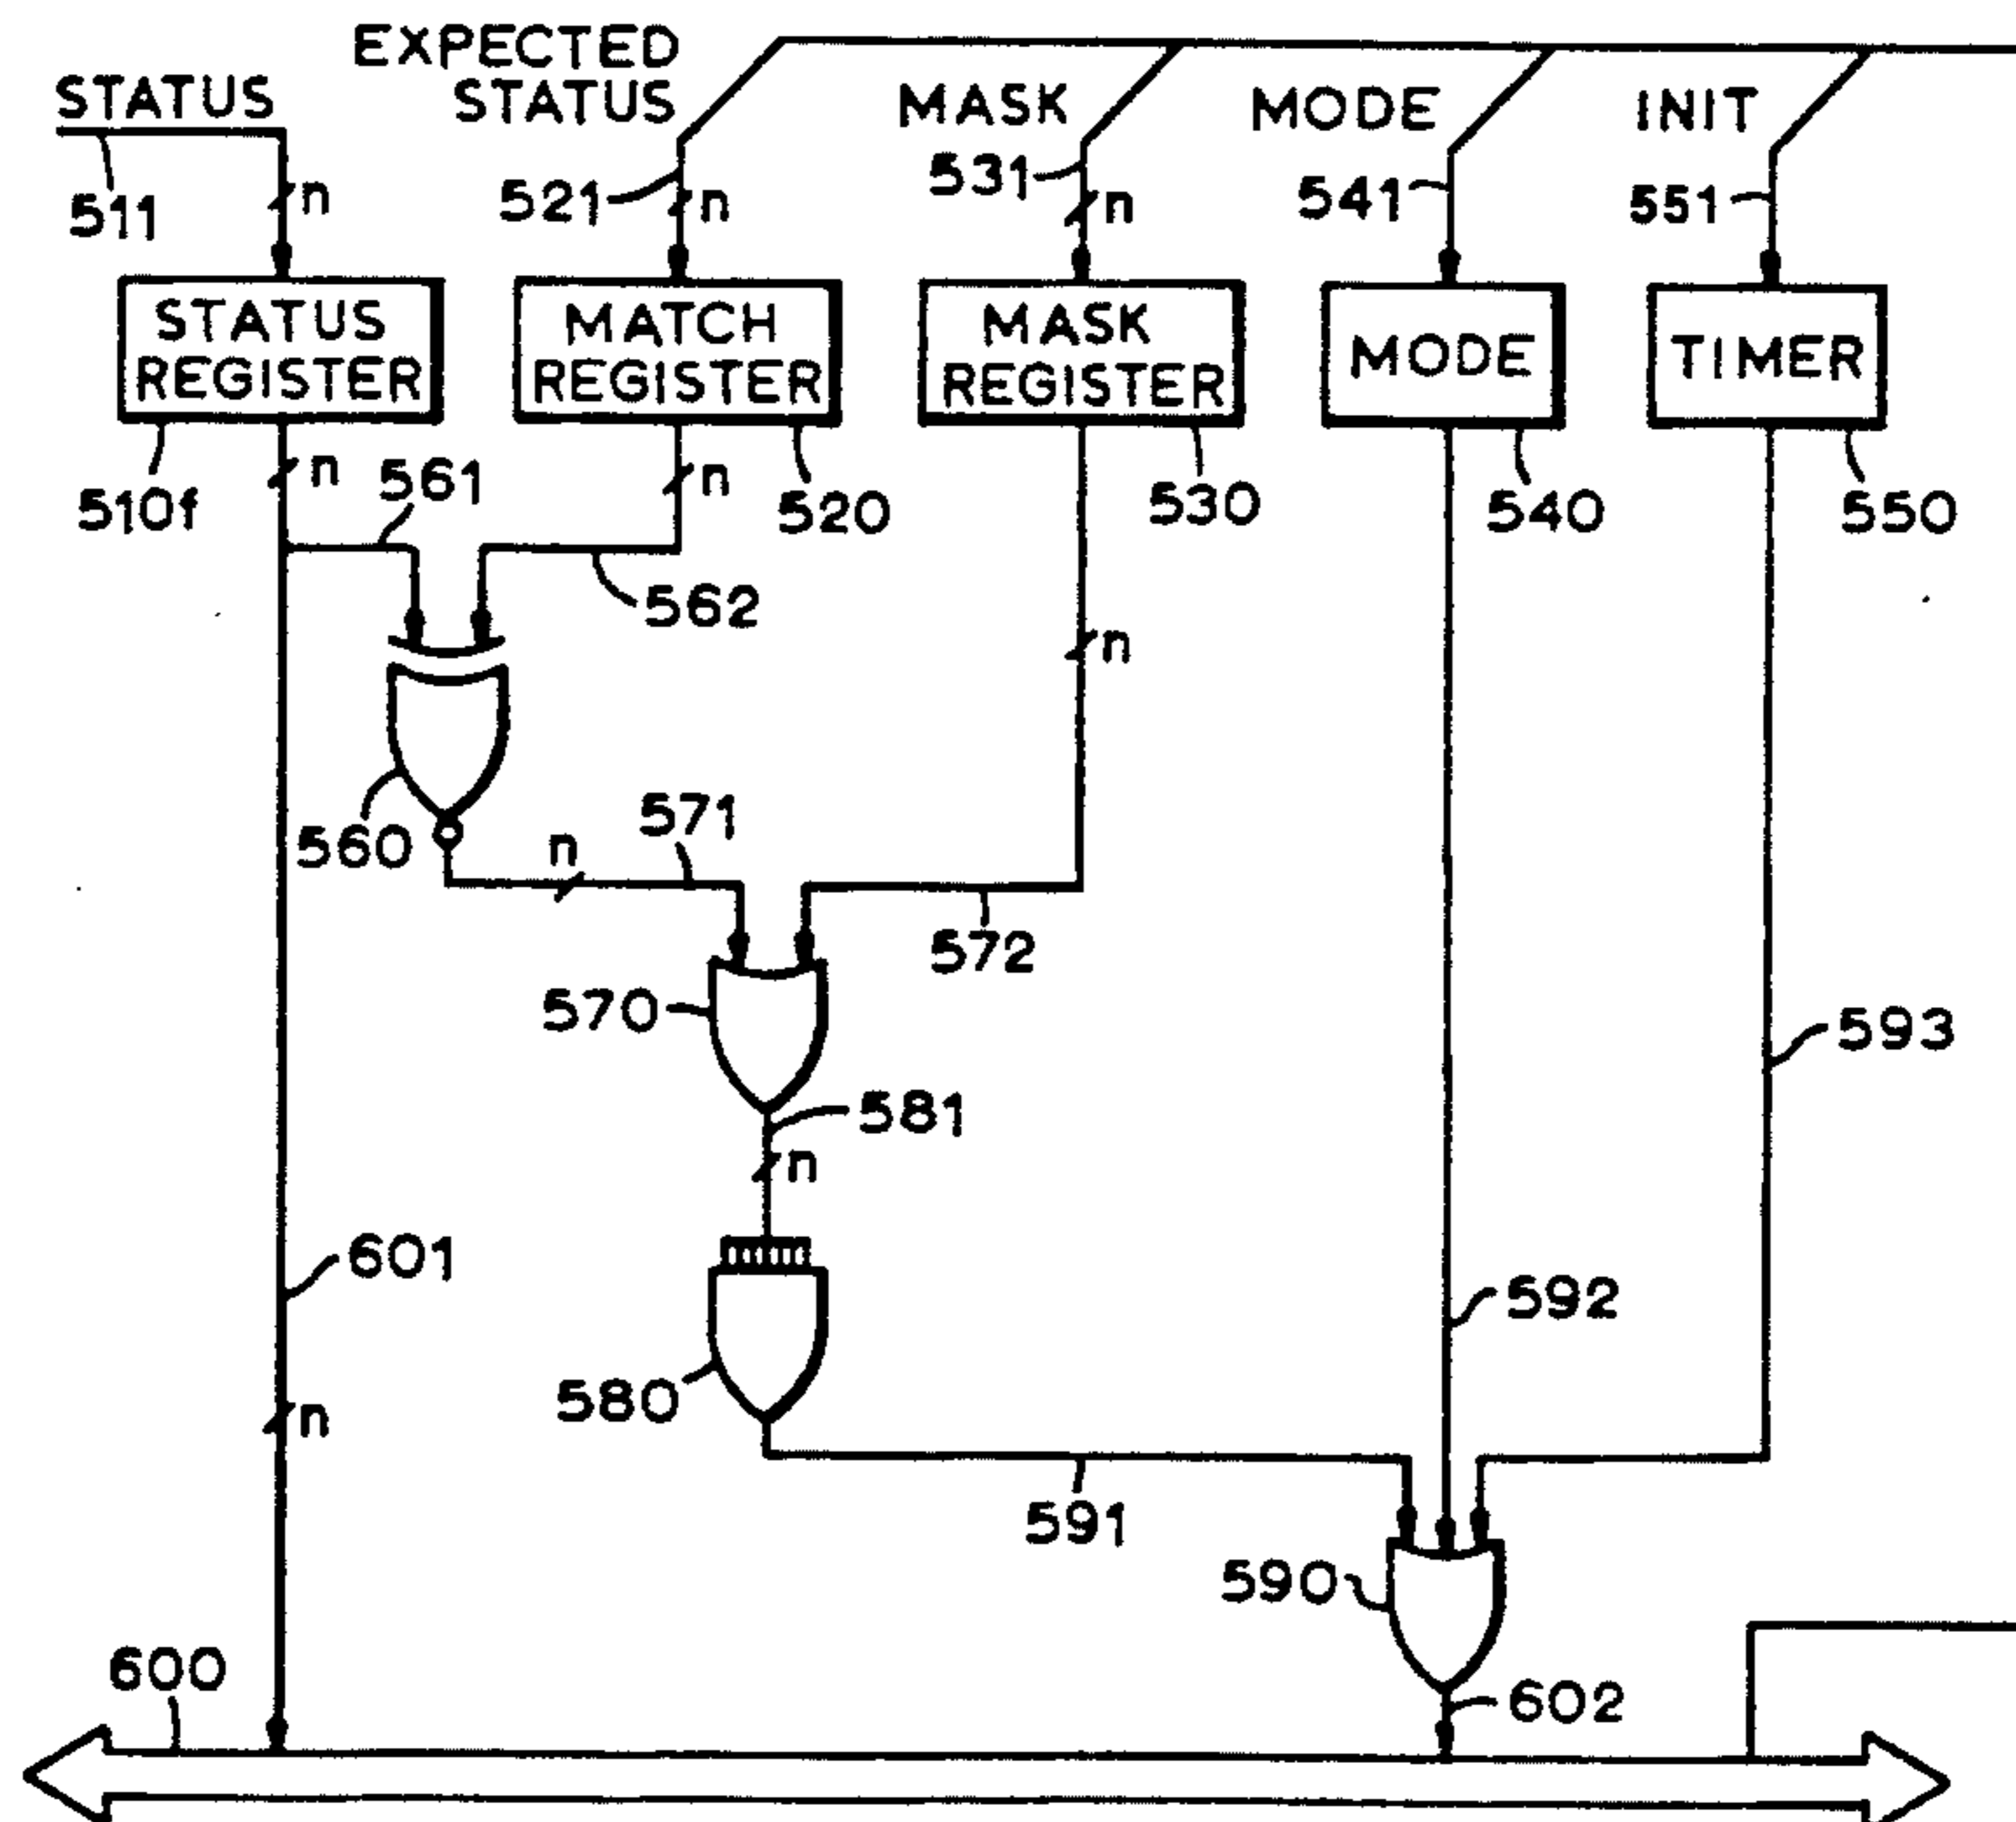 EXPECTED
STATUS
STATUS
MASK
MODE
INIT
511
n
521
n
531
n
541
551
STATUS
REGISTER
MATCH
REGISTER
MASK
REGISTER
MODE
TIMER
510f
n
561
n
520
530
540
550
562
n
560
n
571
572
570
593
581
n
601
592
580
n
591
590
600
602